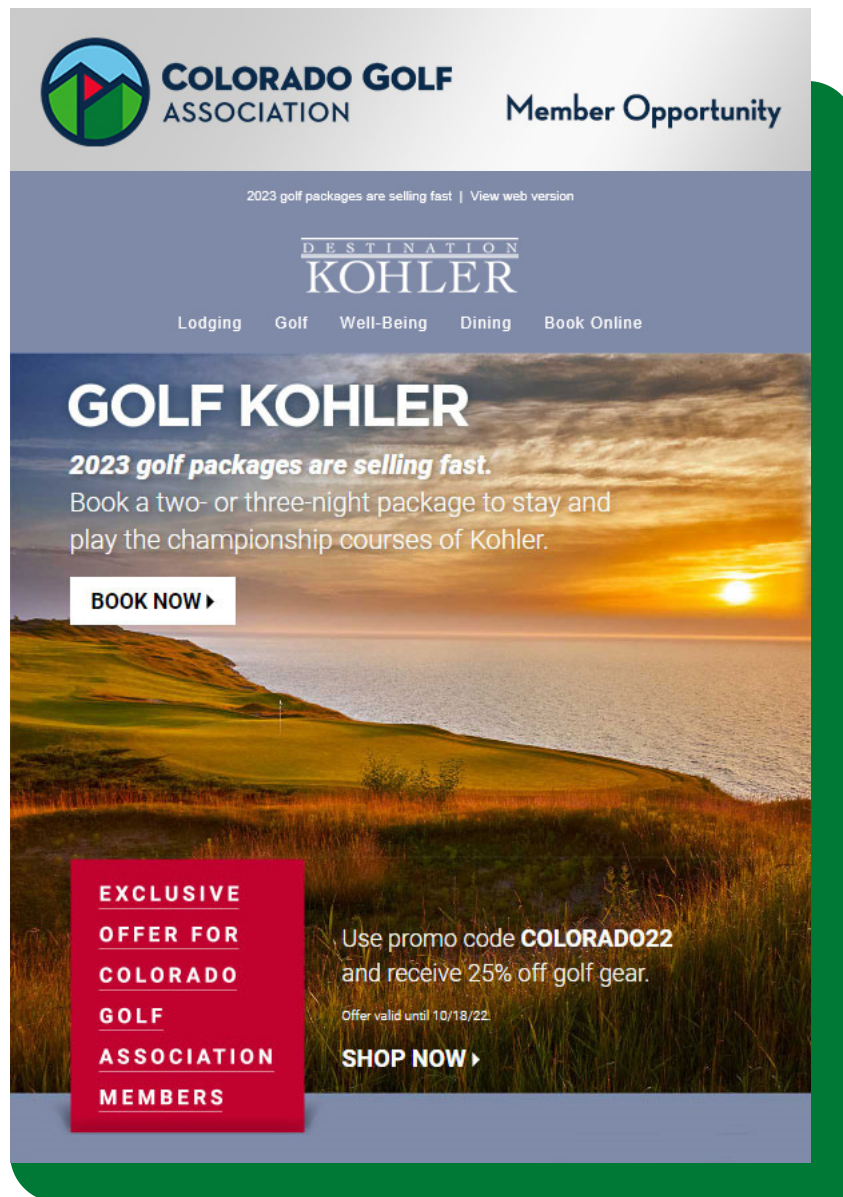 COLORADO GOLF
ASSOCIATION
Member Opportunity
2023 golf packages are selling fast | View web version
DESTINATION
KOHLER
Lodging Golf Well-Being Dining Book Online
GOLF KOHLER
2023 golf packages are selling fast.
Book a two- or three-night package to stay and
play the championship courses of Kohler.
BOOK NOW
EXCLUSIVE
OFFER FOR
COLORADO
GOLF
ASSOCIATION
MEMBERS
Use promo code COLORADO22
and receive 25% off golf gear.
Offer valid until 10/18/22.
SHOP NOW